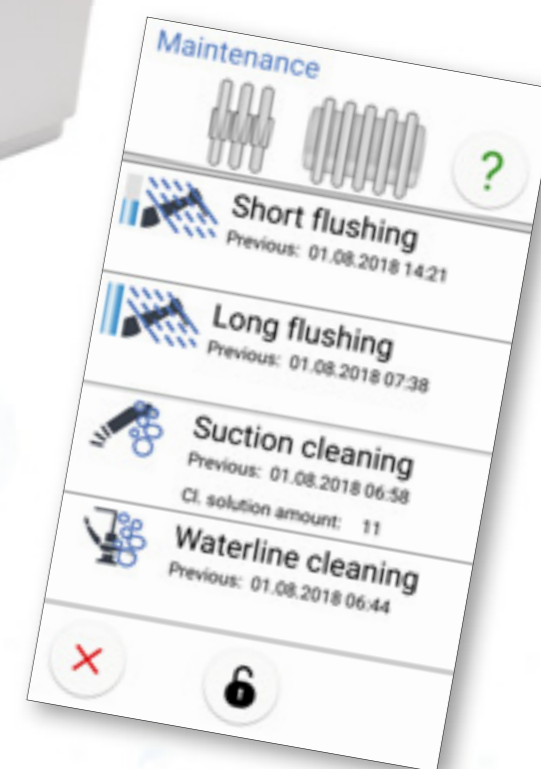 Maintenance
?
Short flushing
Previous: 01.08.2018 14:21
Long flushing
Previous: 01.08.2018 07:38
Suction cleaning
Previous: 01.08.2018 06:58
Cl. solution amount: 11
Waterline cleaning
Previous: 01.08.2018 06:44